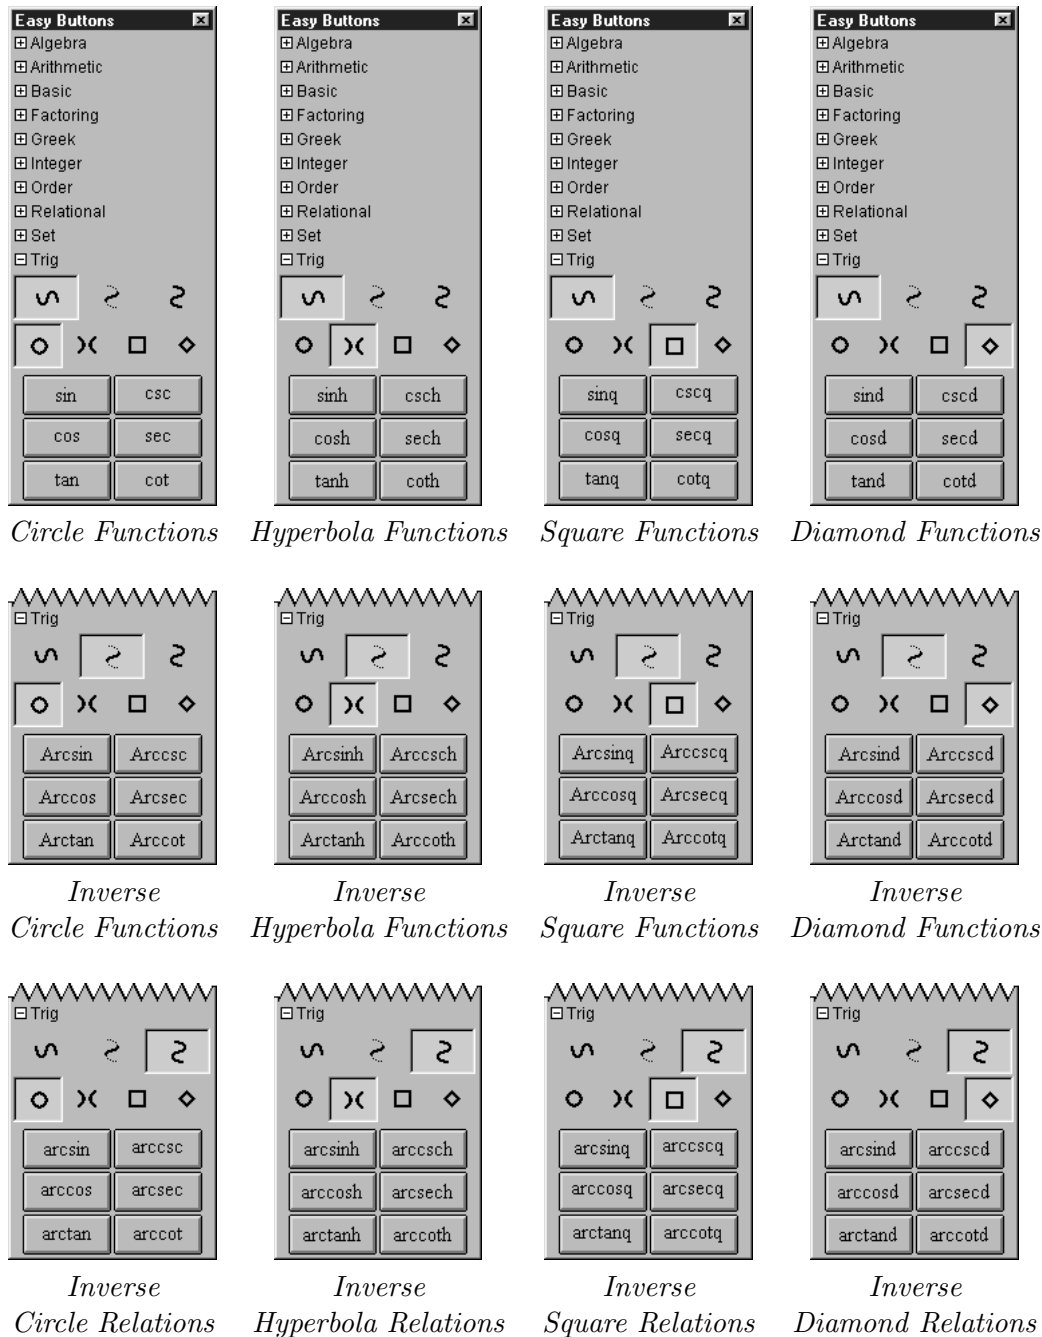 Easy Buttons
Algebra
Arithmetic
Basic
Factoring
Greek
Integer
Order
Relational
Set
Trig
sin csc
cos sec
tan cot
Circle Functions
Easy Buttons
Algebra
Arithmetic
Basic
Factoring
Greek
Integer
Order
Relational
Set
Trig
sinh csch
cosh sech
tanh coth
Hyperbola Functions
Easy Buttons
Algebra
Arithmetic
Basic
Factoring
Greek
Integer
Order
Relational
Set
Trig
sinq cscq
cosq secq
tanq cotq
Square Functions
Easy Buttons
Algebra
Arithmetic
Basic
Factoring
Greek
Integer
Order
Relational
Set
Trig
sind cscd
cosd secd
tand cotd
Diamond Functions
Trig
Arcsin Arccsc
Arccos Arcsec
Arctan Arccot
Inverse
Circle Functions
Trig
Arcsinh Arccsch
Arccosh Arcsech
Arctanh Arccoth
Inverse
Hyperbola Functions
Trig
Arcsinq Arccscq
Arccosq Arcsecq
Arctanq Arccotq
Inverse
Square Functions
Trig
Arcsind Arccscd
Arccosd Arcsecd
Arctand Arccotd
Inverse
Diamond Functions
Trig
arcsin arccsc
arccos arcsec
arctan arccot
Inverse
Circle Relations
Trig
arcsinh arccsch
arccosh arcsech
arctanh arccoth
Inverse
Hyperbola Relations
Trig
arcsinq arccscq
arccosq arcsecq
arctanq arccotq
Inverse
Square Relations
Trig
arcsind arccscd
arccosd arcsecd
arctand arccotd
Inverse
Diamond Relations